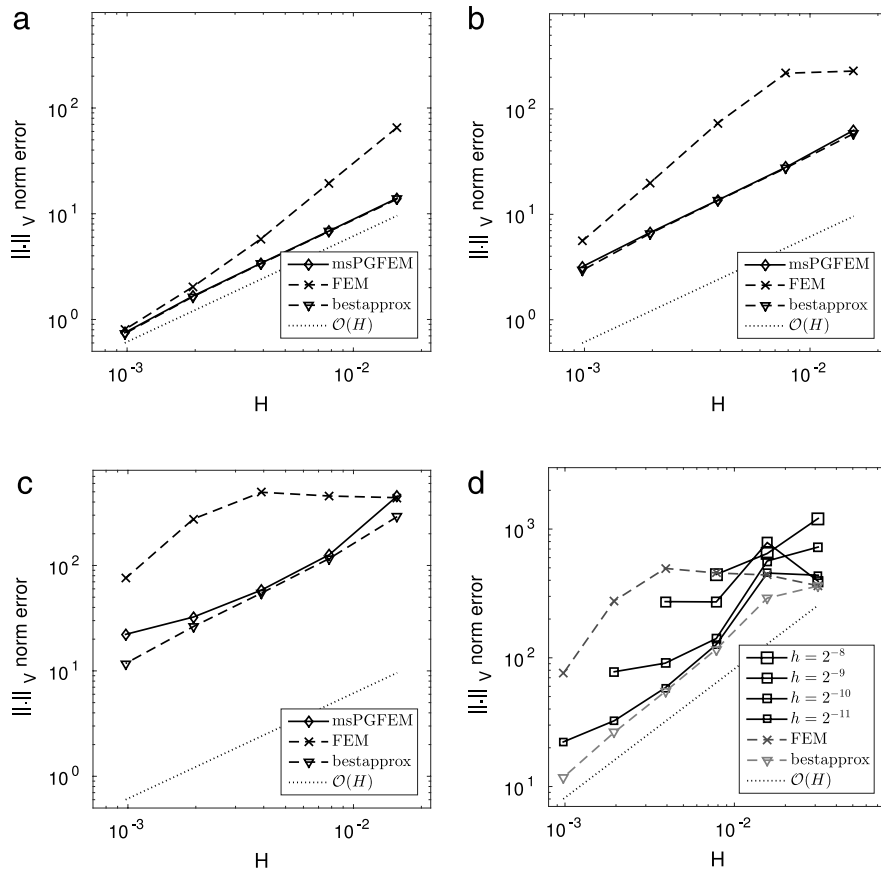 a
10^2
10^1
10^0
||·||_V norm error
10^-3
10^-2
H
msPGFEM
FEM
bestapprox
O(H)
b
10^2
10^1
10^0
||·||_V norm error
10^-3
10^-2
H
msPGFEM
FEM
bestapprox
O(H)
c
10^2
10^1
10^0
||·||_V norm error
10^-3
10^-2
H
msPGFEM
FEM
bestapprox
O(H)
d
10^3
10^2
10^1
||·||_V norm error
10^-3
10^-2
H
h = 2^-8
h = 2^-9
h = 2^-10
h = 2^-11
FEM
bestapprox
O(H)